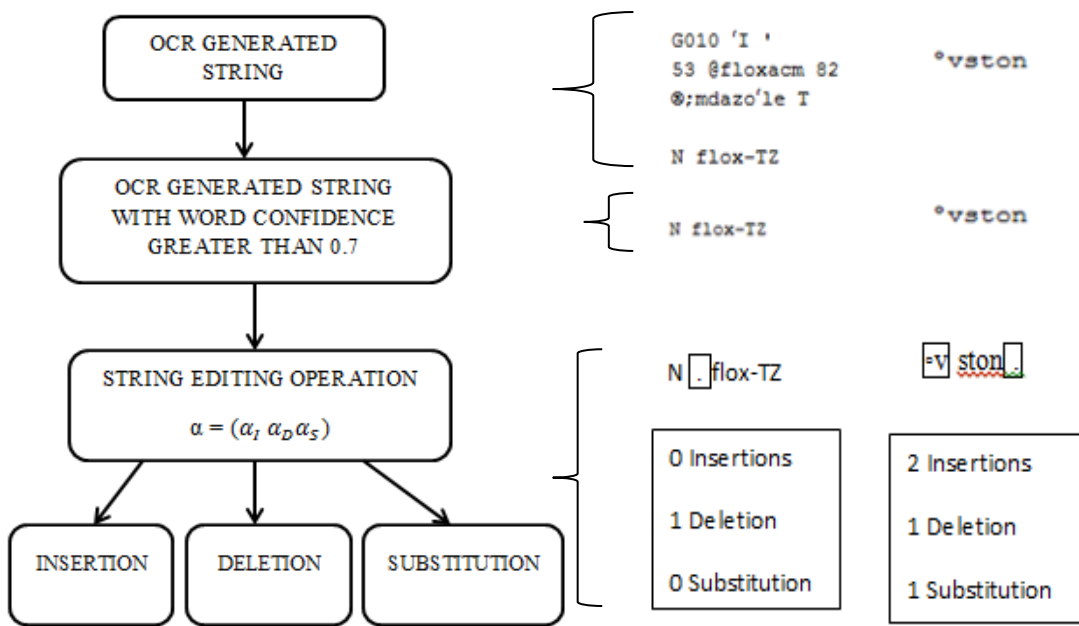 OCR GENERATED
STRING
OCR GENERATED STRING
WITH WORD CONFIDENCE
GREATER THAN 0.7
STRING EDITING OPERATION
α = (α_I α_D α_S)
INSERTION
DELETION
SUBSTITUTION
G010 ‘I '
53 @floxacm 82
®;mdazo‘le T
N flox-TZ
°vston
N flox-TZ
°vston
N . flox-TZ
=v ston .
0 Insertions
1 Deletion
0 Substitution
2 Insertions
1 Deletion
1 Substitution